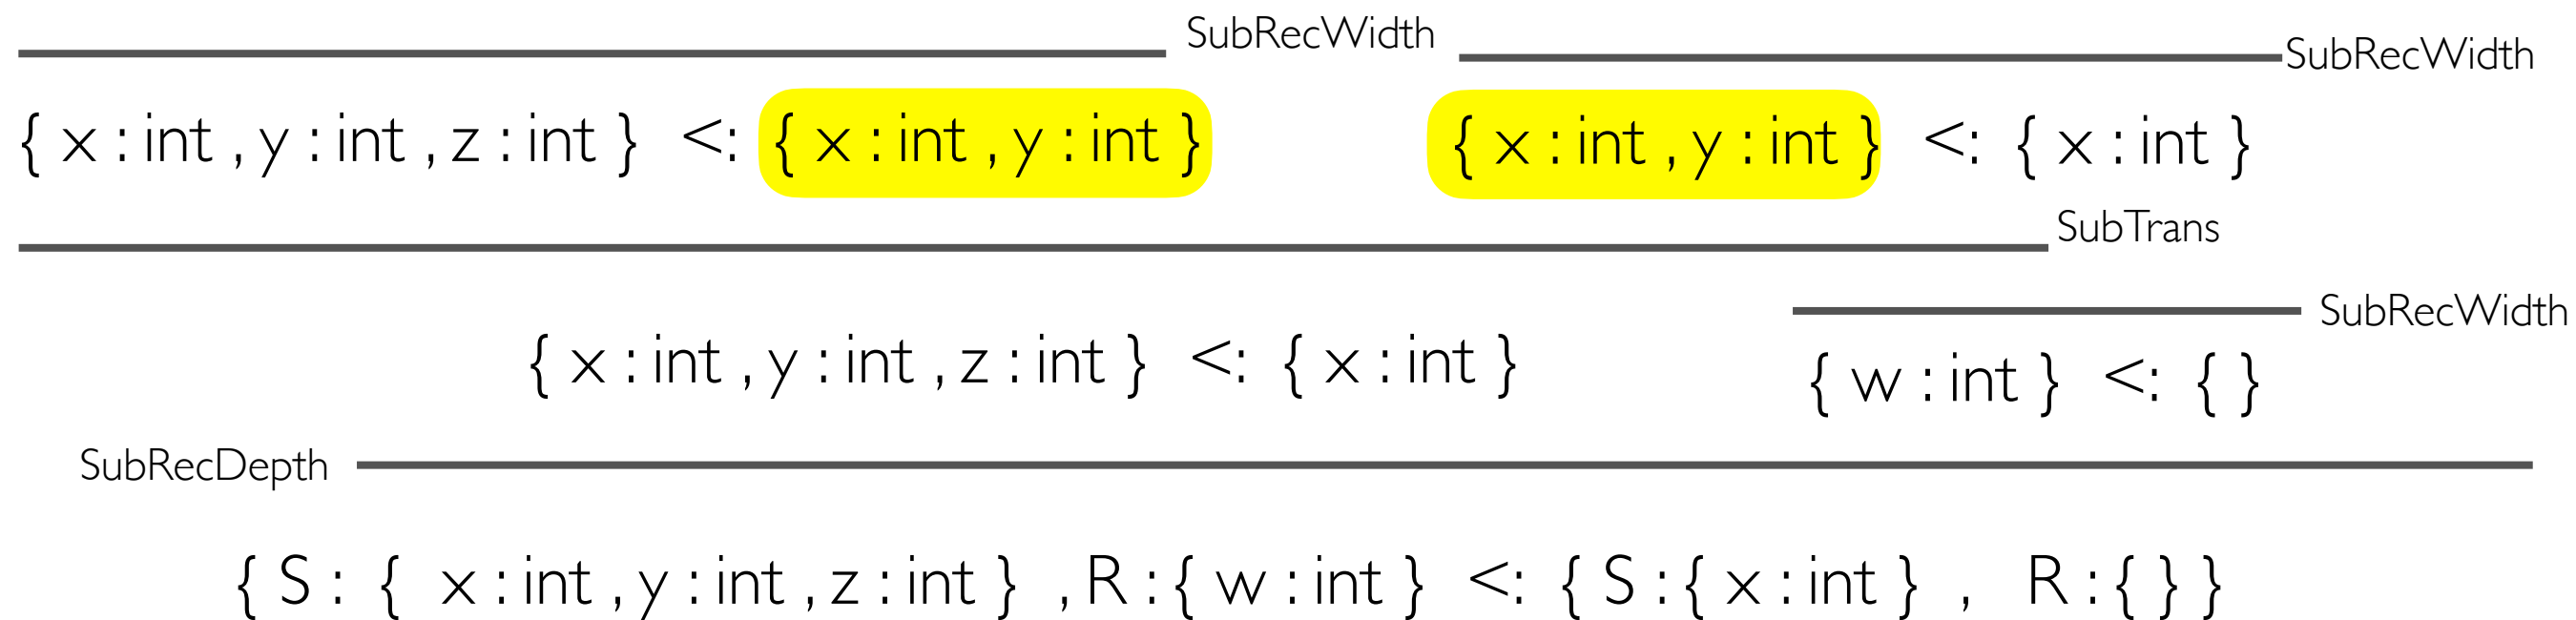 SubRecWidth SubRecWidth
{ x : int , y : int , z : int } <: { x : int , y : int } { x : int , y : int } <: { x : int }
SubTrans
SubRecWidth
{ x : int , y : int , z : int } <: { x : int } { w : int } <: { }
SubRecDepth
{ S : { x : int , y : int , z : int } , R : { w : int } <: { S : { x : int } , R : { } }